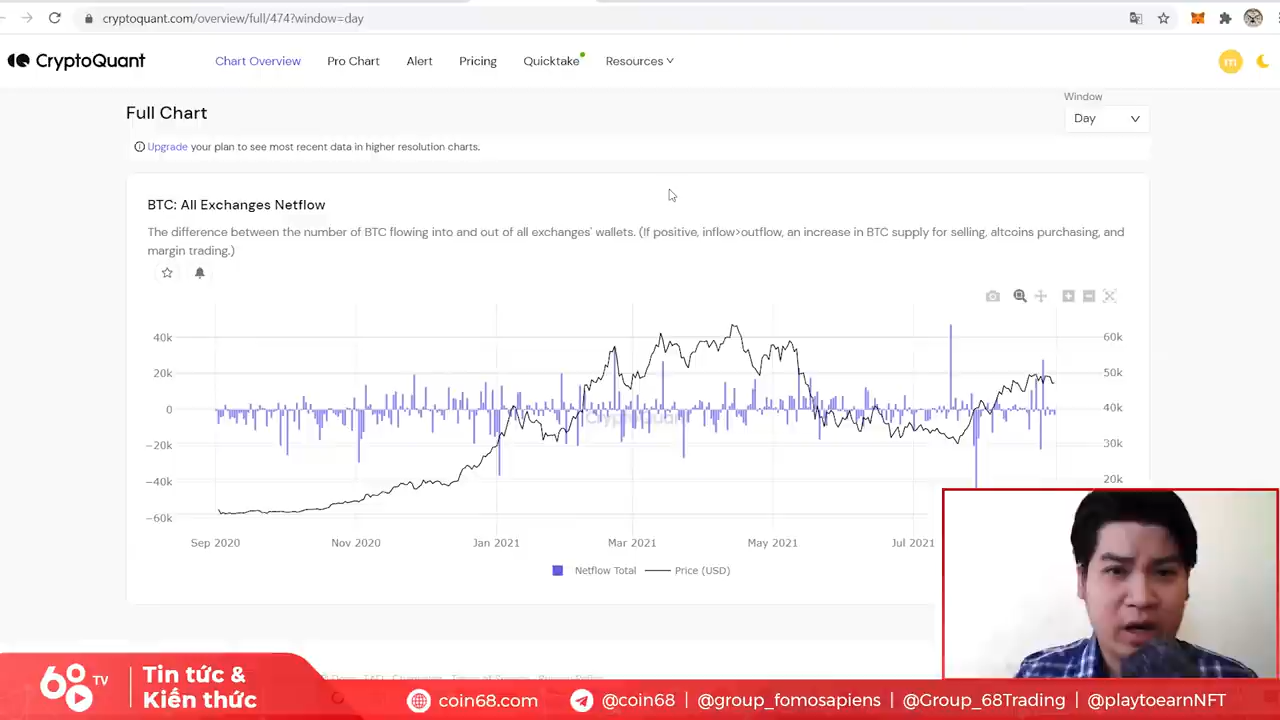 cryptoquant.com/overview/full/474?window=day
CryptoQuant
Chart Overview
Pro Chart
Alert
Pricing
Quicktake
Resources
m
Full Chart
Window
Day
Upgrade your plan to see most recent data in higher resolution charts.
BTC: All Exchanges Netflow
The difference between the number of BTC flowing into and out of all exchanges' wallets. (If positive, inflow>outflow, an increase in BTC supply for selling, altcoins purchasing, and
margin trading.)
40k
20k
0
−20k
−40k
−60k
60k
50k
40k
30k
20k
CryptoQuant
Sep 2020
Nov 2020
Jan 2021
Mar 2021
May 2021
Jul 2021
Netflow Total
Price (USD)
68 TV
Tin tức &
Kiến thức
coin68.com
@coin68 | @group_fomosapiens | @Group_68Trading | @playtoearnNFT